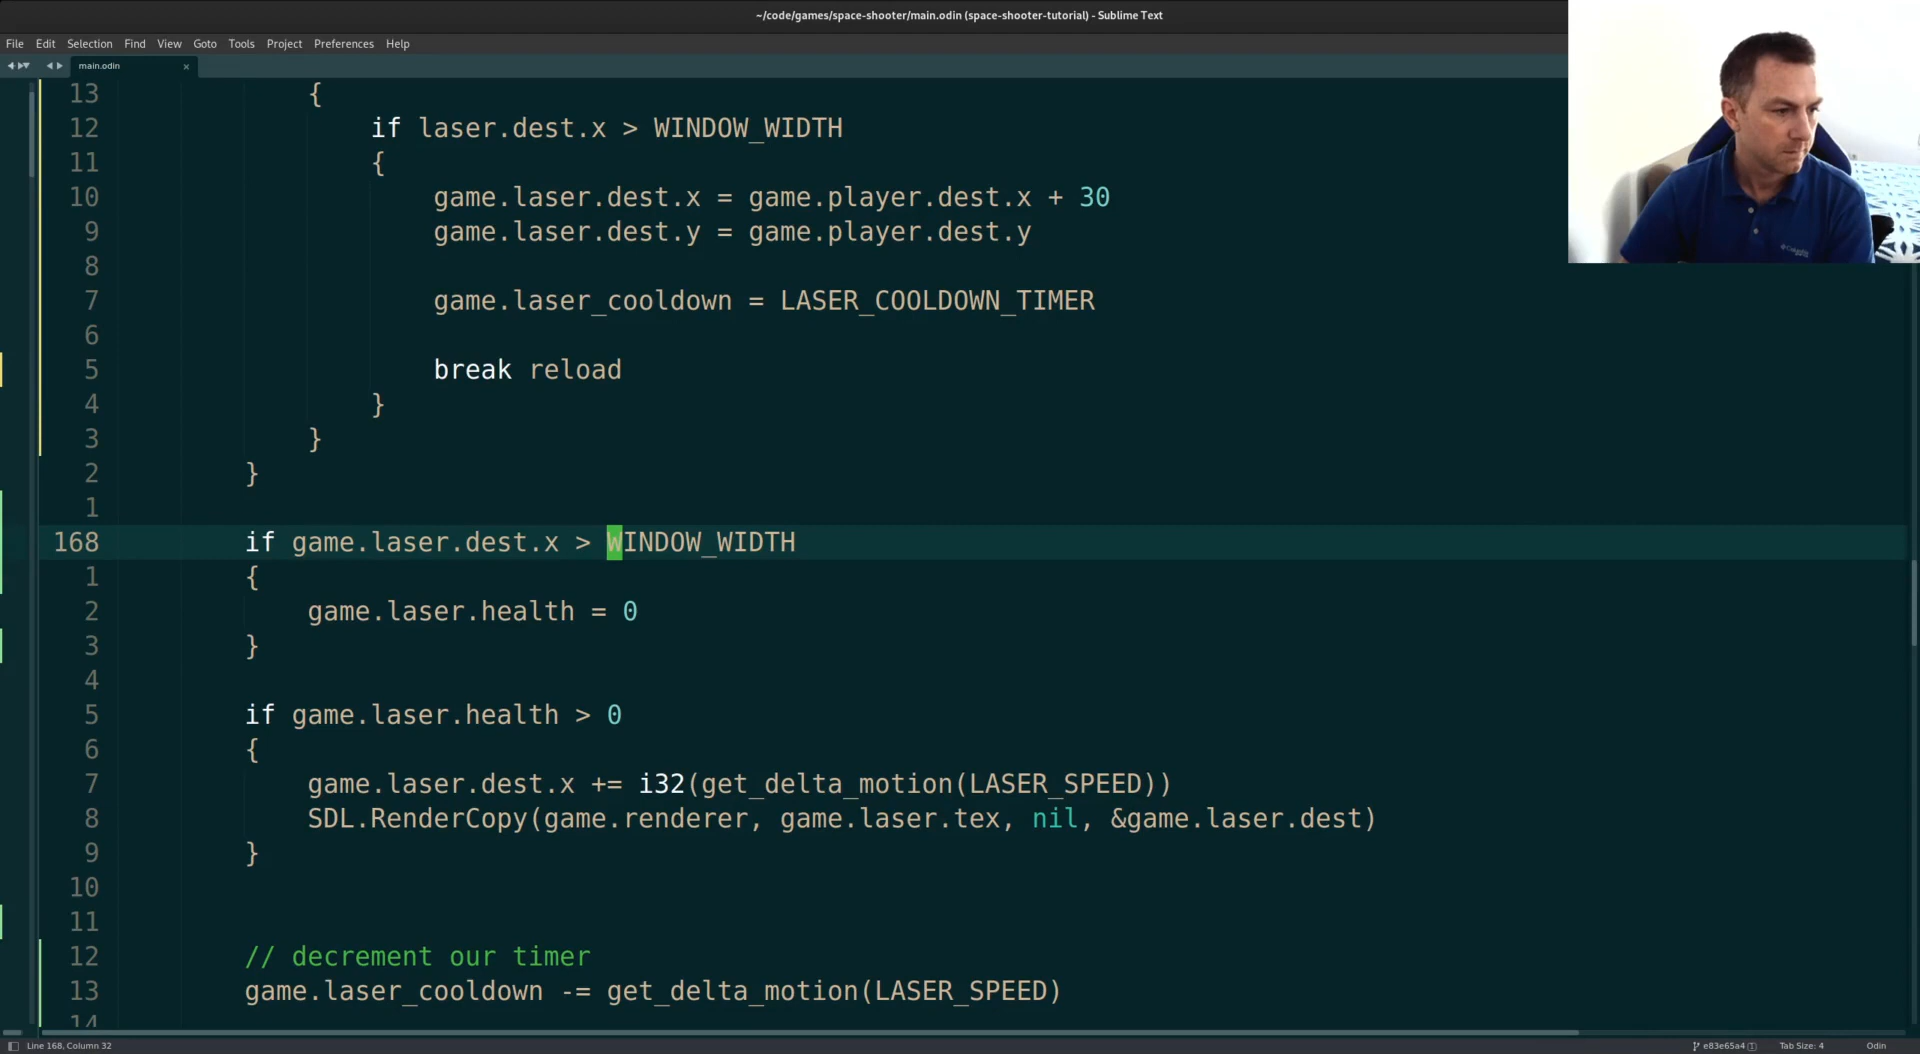 ~/code/games/space-shooter/main.odin (space-shooter-tutorial) - Sublime Text
File Edit Selection Find View Goto Tools Project Preferences Help
main.odin ×
13 {
12 if laser.dest.x > WINDOW_WIDTH
11 {
10 game.laser.dest.x = game.player.dest.x + 30
9 game.laser.dest.y = game.player.dest.y
8
7 game.laser_cooldown = LASER_COOLDOWN_TIMER
6
5 break reload
4 }
3 }
2 }
1
168 if game.laser.dest.x > WINDOW_WIDTH
1 {
2 game.laser.health = 0
3 }
4
5 if game.laser.health > 0
6 {
7 game.laser.dest.x += i32(get_delta_motion(LASER_SPEED))
8 SDL.RenderCopy(game.renderer, game.laser.tex, nil, &game.laser.dest)
9 }
10
11
12 // decrement our timer
13 game.laser_cooldown -= get_delta_motion(LASER_SPEED)
14
Line 168, Column 32 e83e65a4 1 Tab Size: 4 Odin